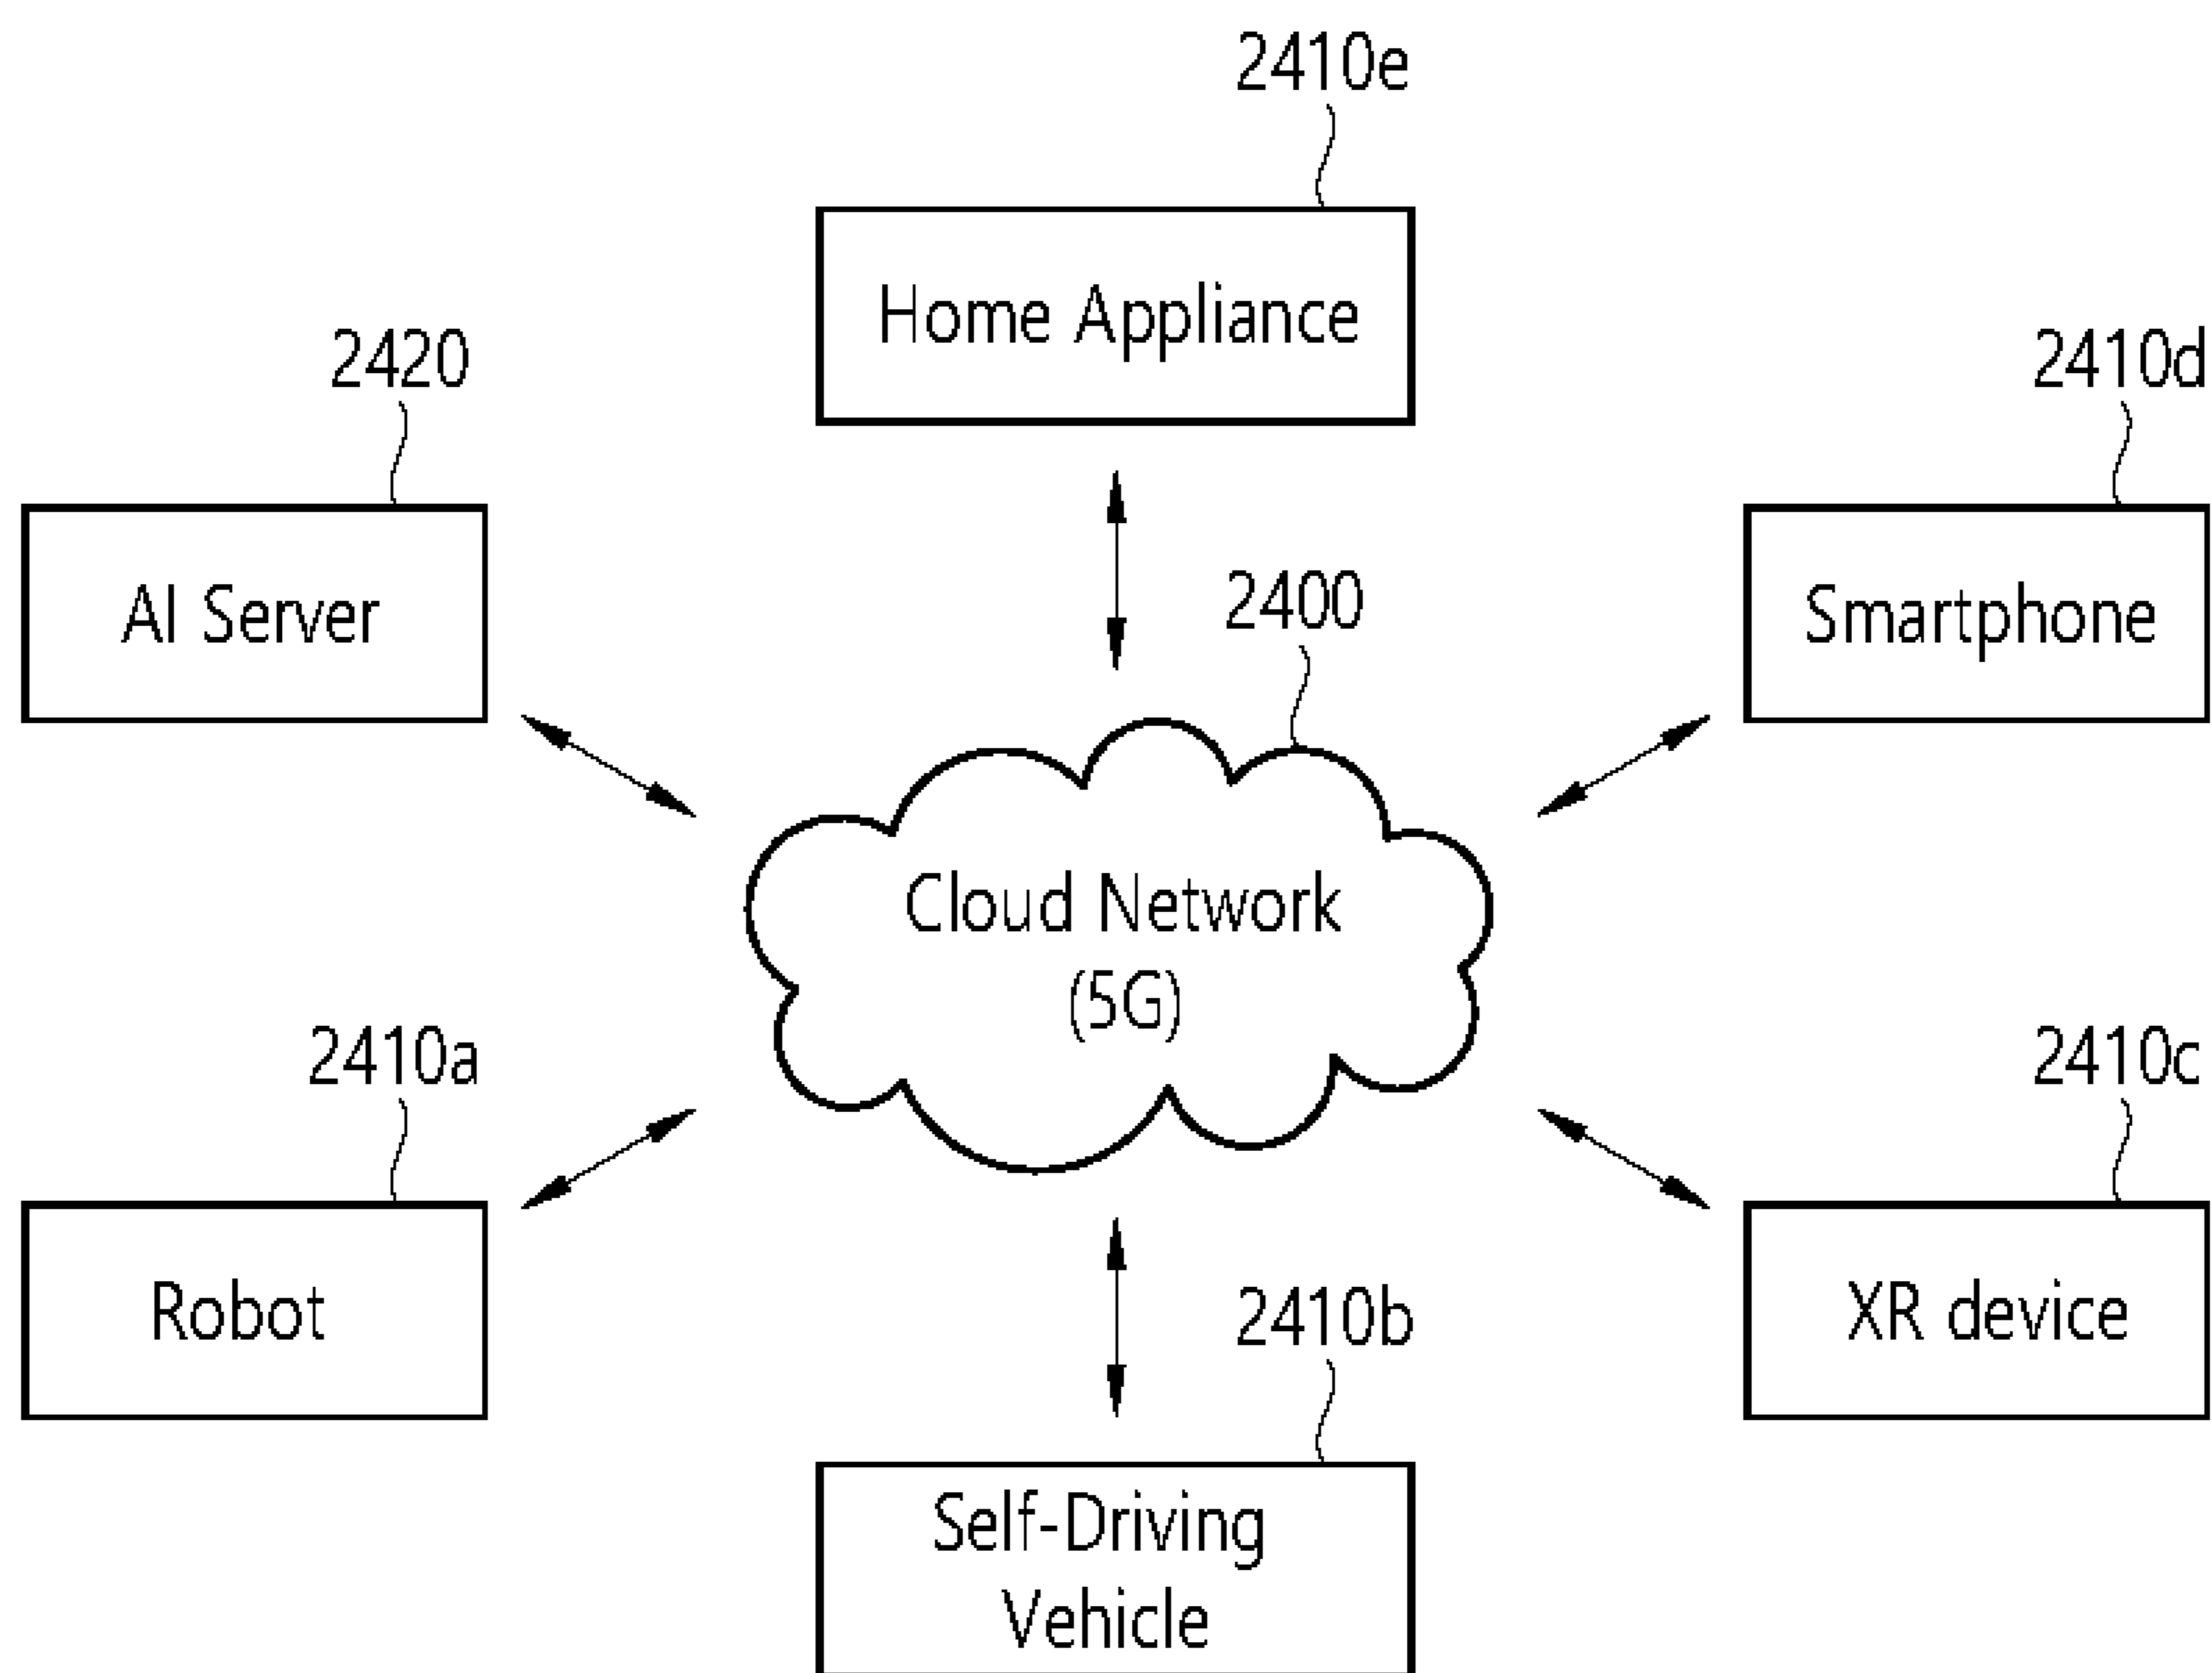 2410e
Home Appliance
2420
2410d
AI Server
2400
Smartphone
Cloud Network
(5G)
2410a
2410c
Robot
2410b
XR device
Self-Driving
Vehicle